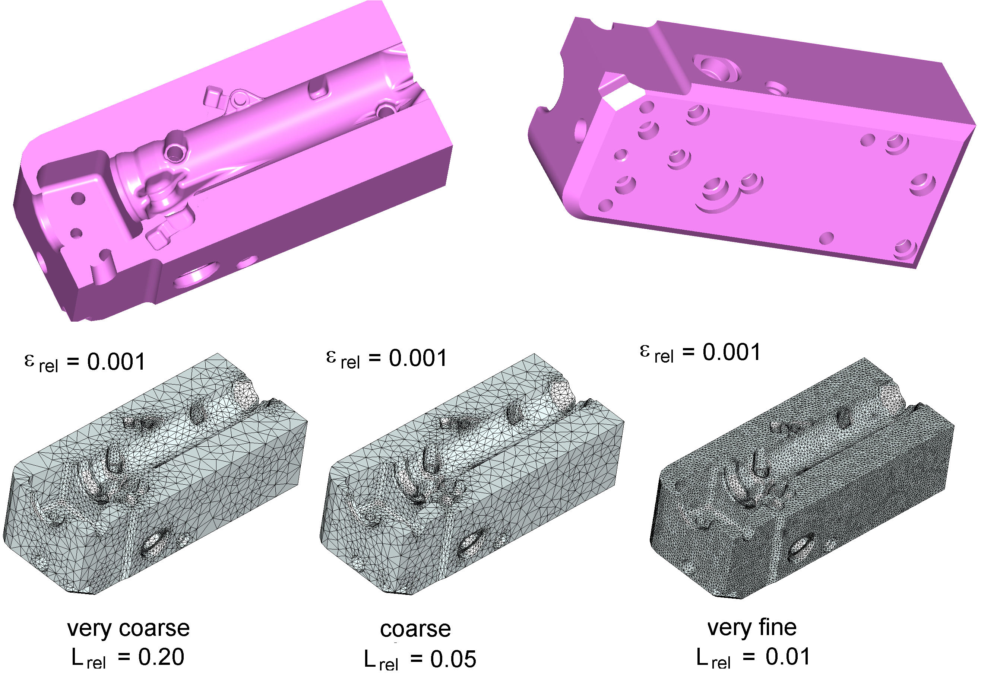 ε rel = 0.001
ε rel = 0.001
ε rel = 0.001
very coarse
L rel = 0.20
coarse
L rel = 0.05
very fine
L rel = 0.01